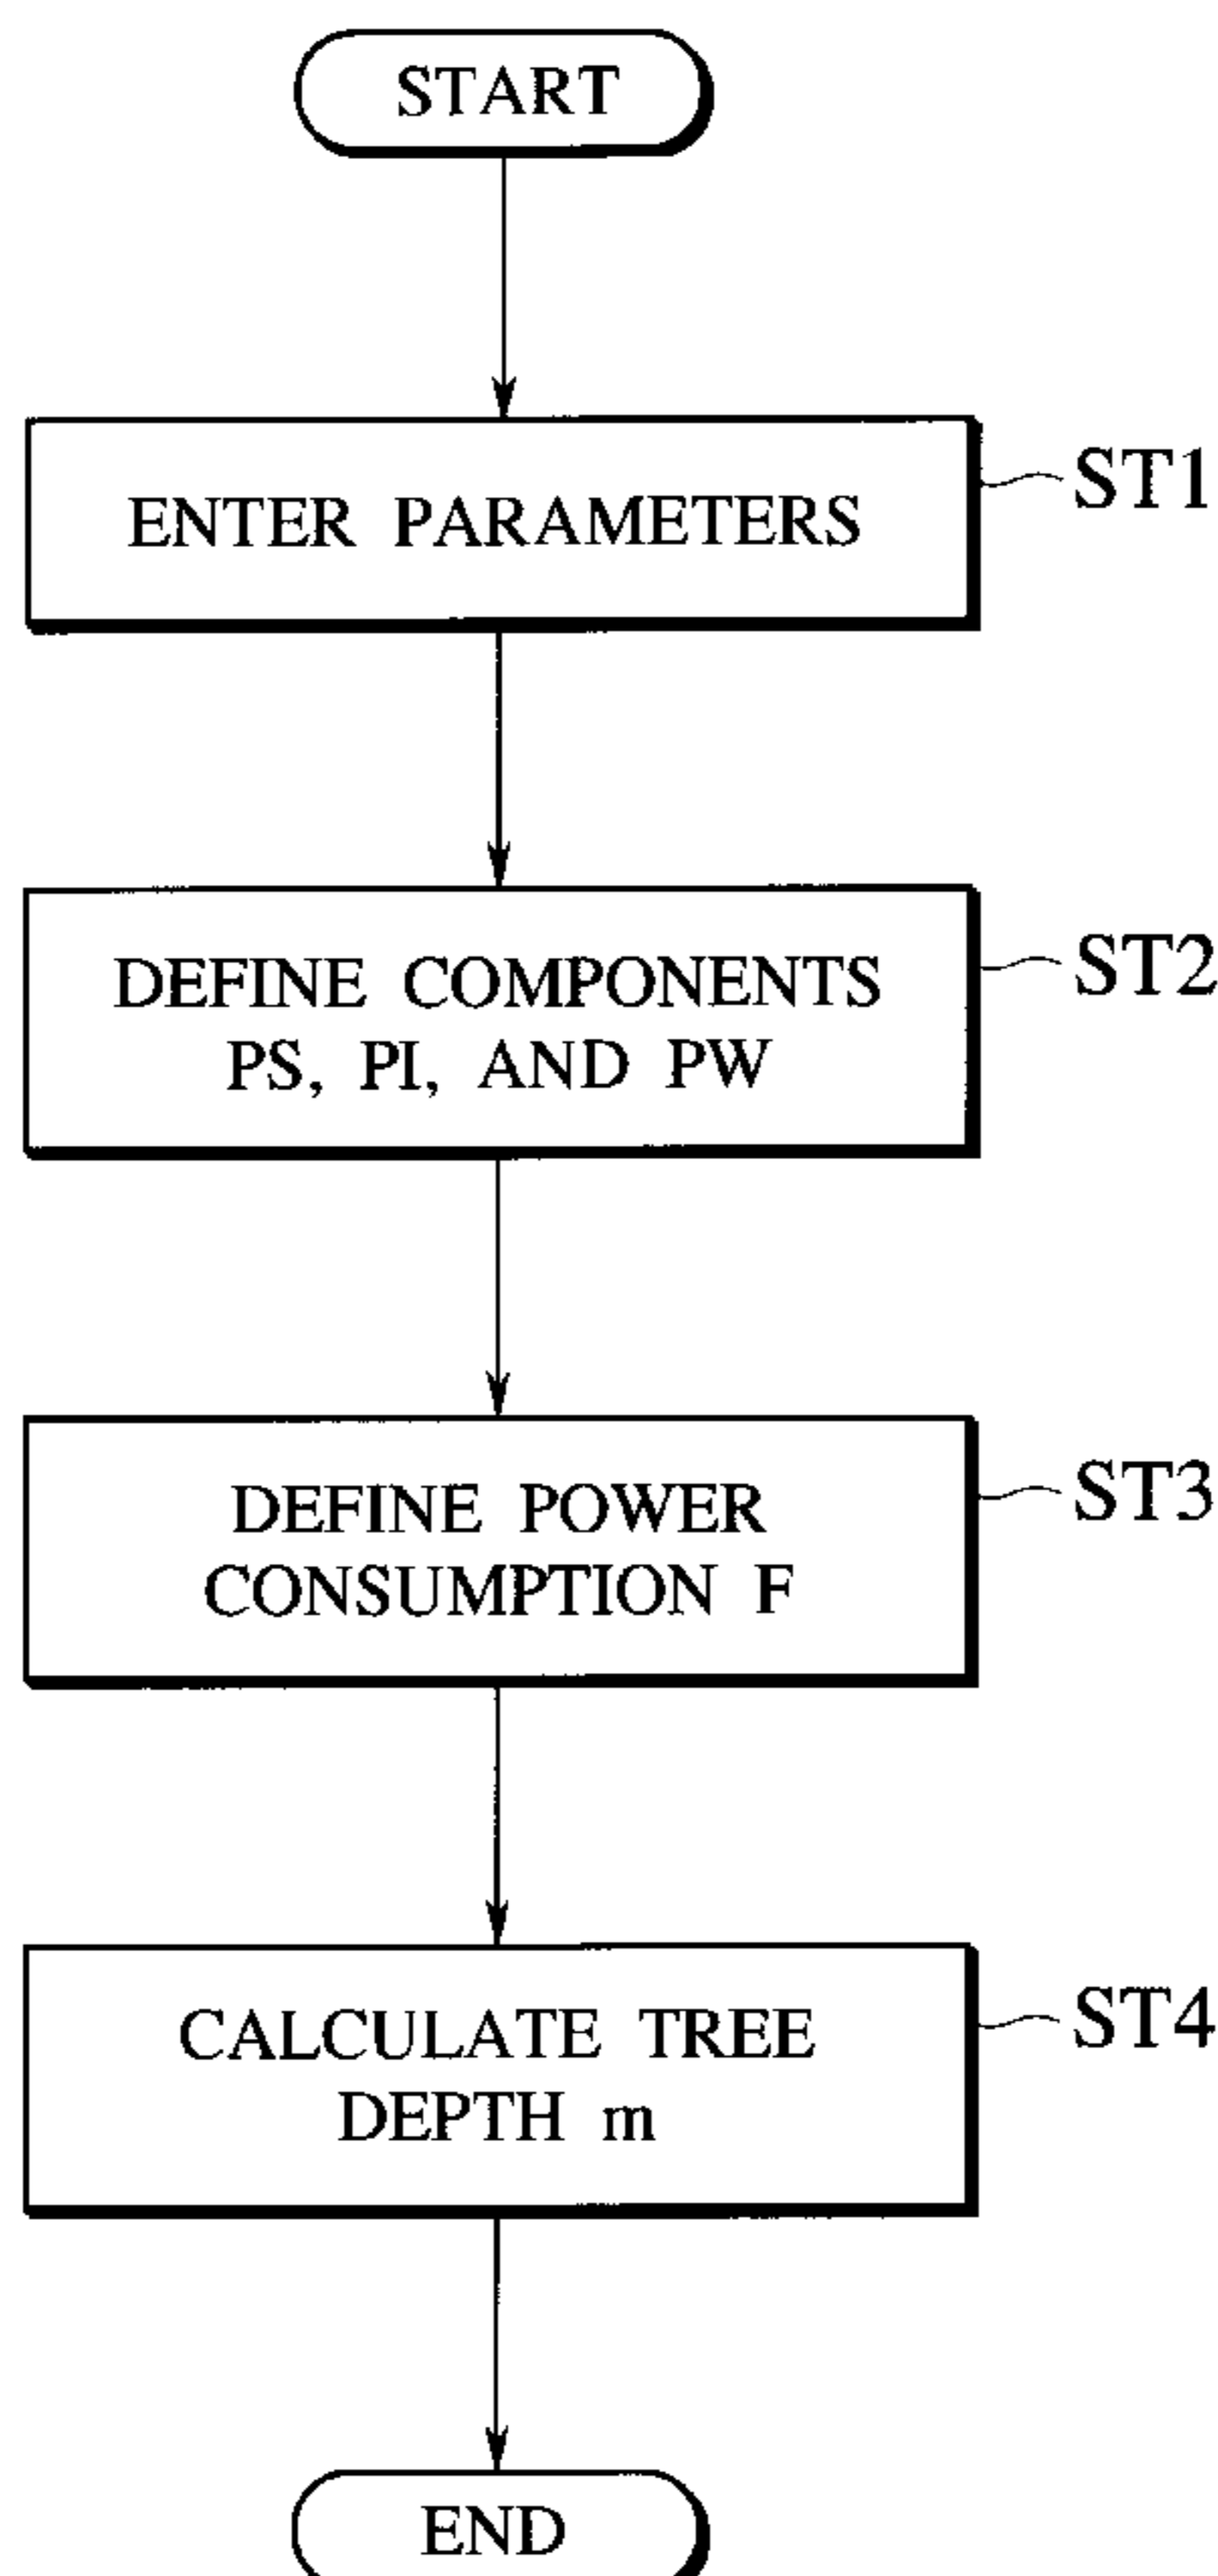 START
ENTER PARAMETERS
ST1
DEFINE COMPONENTS
PS, PI, AND PW
ST2
DEFINE POWER
CONSUMPTION F
ST3
CALCULATE TREE
DEPTH m
ST4
END